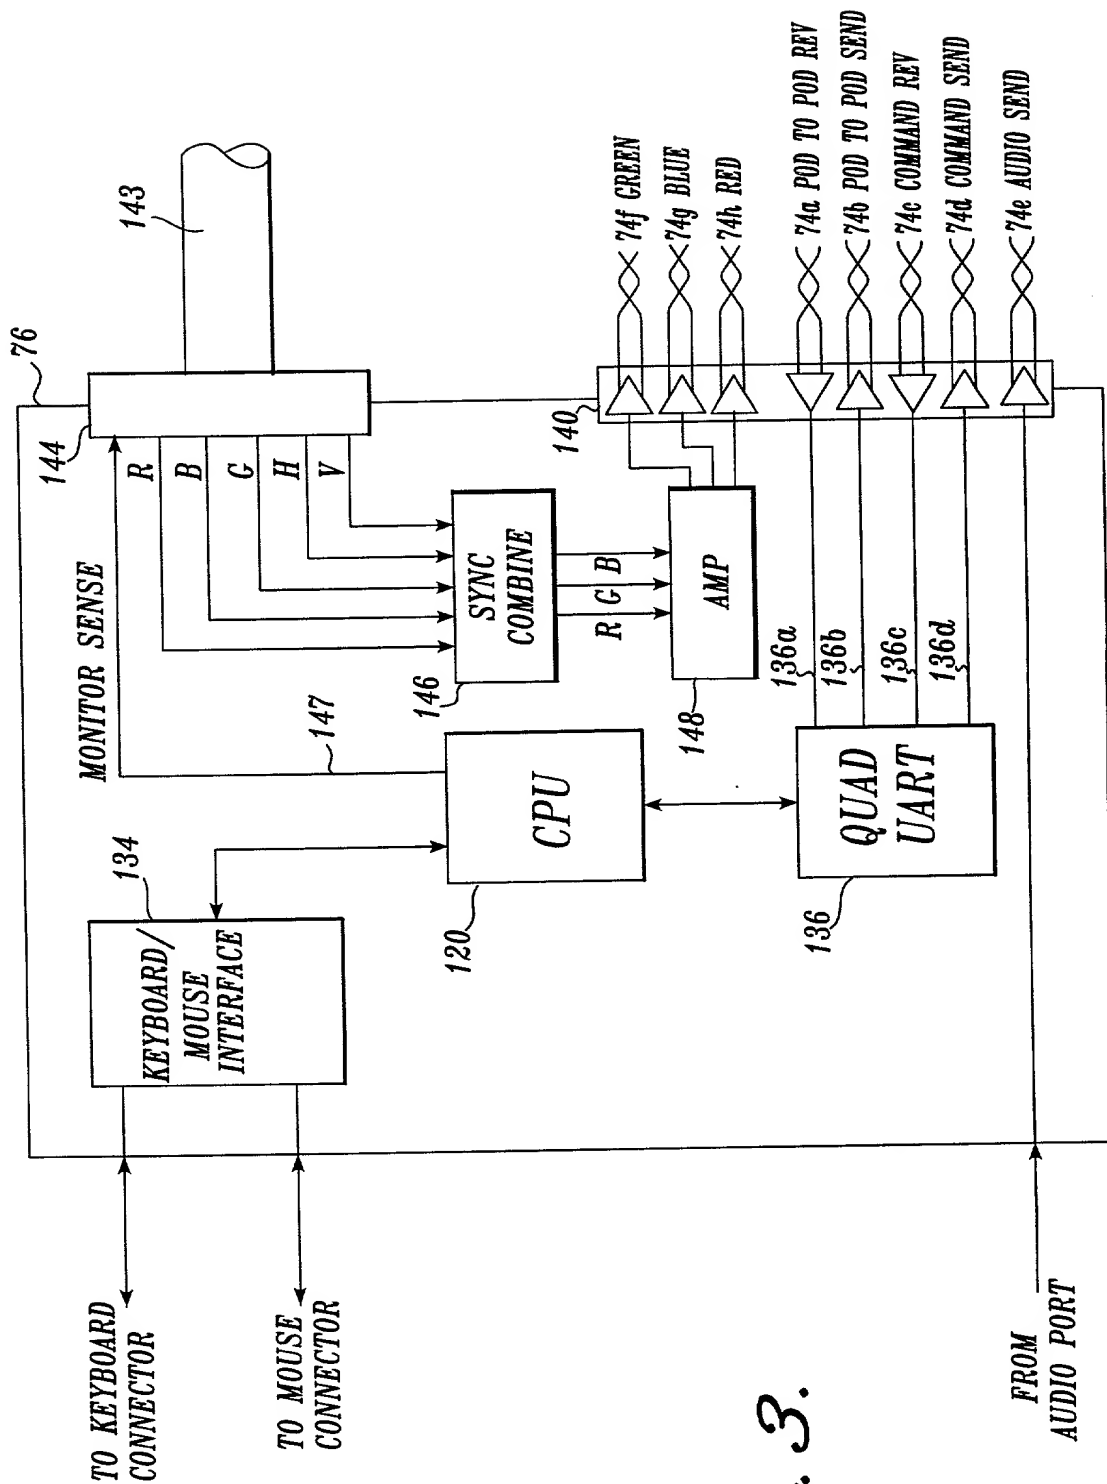 TO KEYBOARD
CONNECTOR
TO MOUSE
CONNECTOR
FROM
AUDIO PORT
KEYBOARD/
MOUSE
INTERFACE
134
MONITOR SENSE
147
CPU
120
QUAD
UART
136
136a
136b
136c
136d
144
76
143
R
B
G
H
V
SYNC
COMBINE
146
R
G
B
AMP
148
140
74f GREEN
74g BLUE
74h RED
74a POD TO POD REV
74b POD TO POD SEND
74c COMMAND REV
74d COMMAND SEND
74e AUDIO SEND
. 3.